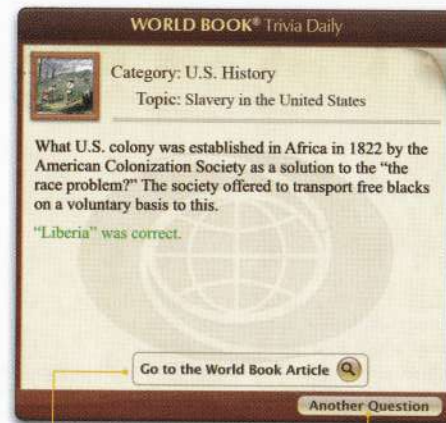 WORLD BOOK® Trivia Daily
Category: U.S. History
Topic: Slavery in the United States
What U.S. colony was established in Africa in 1822 by the
American Colonization Society as a solution to the “the
race problem?” The society offered to transport free blacks
on a voluntary basis to this.
“Liberia” was correct.
Go to the World Book Article
Another Question